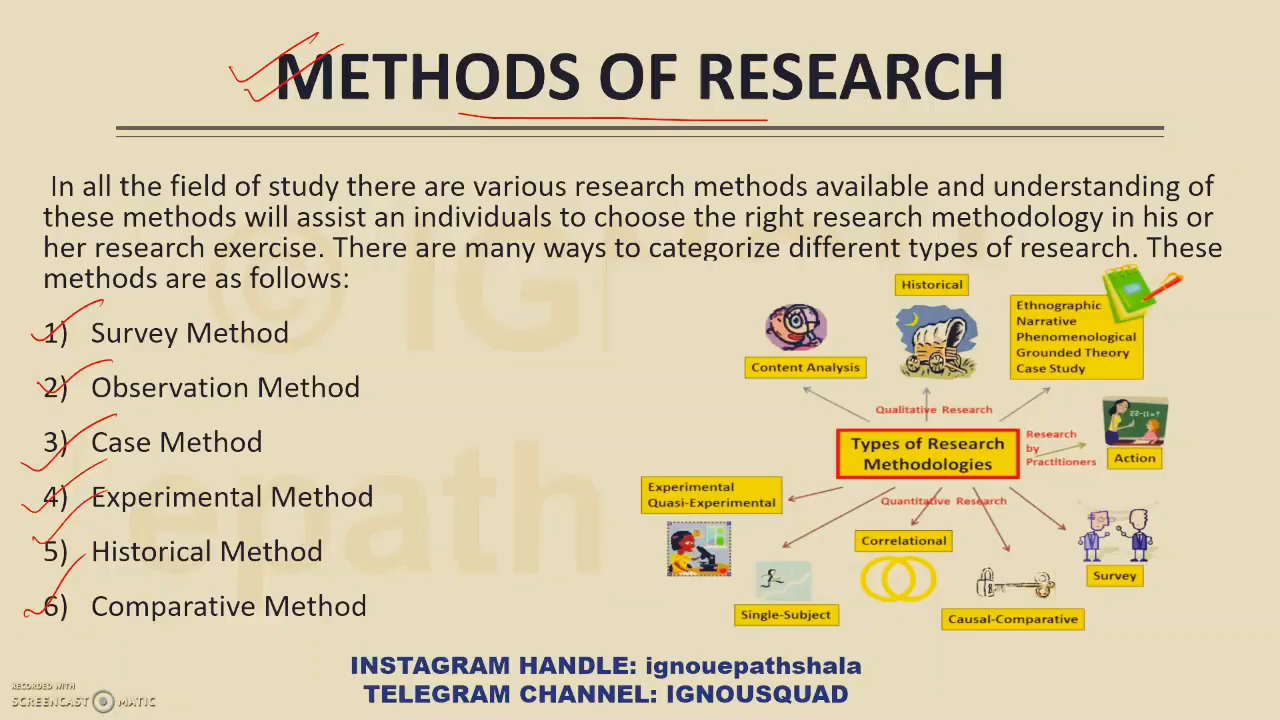 METHODS OF RESEARCH
In all the field of study there are various research methods available and understanding of
these methods will assist an individuals to choose the right research methodology in his or
her research exercise. There are many ways to categorize different types of research. These
methods are as follows:
1) Survey Method
2) Observation Method
3) Case Method
4) Experimental Method
5) Historical Method
6) Comparative Method
Historical
Content Analysis
Ethnographic
Narrative
Phenomenological
Grounded Theory
Case Study
Qualitative Research
Types of Research
Methodologies
Research
by
Practitioners
22-11=?
Action
Experimental
Quasi-Experimental
Quantitative Research
Correlational
Survey
Single-Subject
Causal-Comparative
INSTAGRAM HANDLE: ignouepathshala
TELEGRAM CHANNEL: IGNOUSQUAD
RECORDED WITH
SCREENCAST MATIC
© IG
epath